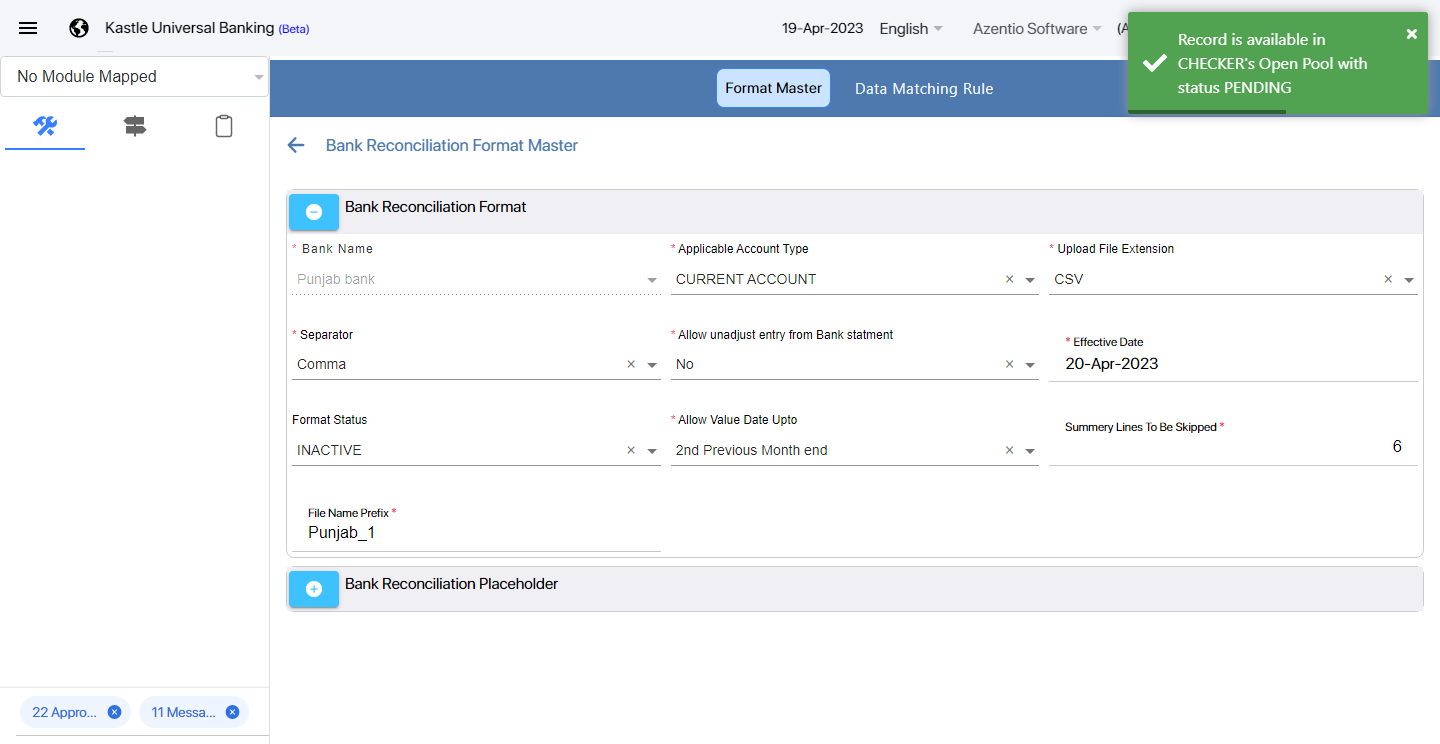 Kastle Universal Banking (Beta)
19-Apr-2023
English
Azentio Software
(A
Record is available in
CHECKER's Open Pool with
status PENDING
No Module Mapped
Format Master
Data Matching Rule
Bank Reconciliation Format Master
Bank Reconciliation Format
* Bank Name
* Applicable Account Type
* Upload File Extension
Punjab bank
CURRENT ACCOUNT
CSV
* Separator
* Allow unadjust entry from Bank statment
* Effective Date
Comma
No
20-Apr-2023
Format Status
* Allow Value Date Upto
Summery Lines To Be Skipped *
INACTIVE
2nd Previous Month end
6
File Name Prefix *
Punjab_1
Bank Reconciliation Placeholder
22 Appro...
11 Messa...